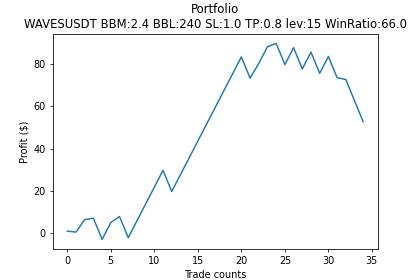 Portfolio
WAVESUSDT BBM:2.4 BBL:240 SL:1.0 TP:0.8 lev:15 WinRatio:66.0
80
60
40
20
0
Profit ($)
0 5 10 15 20 25 30 35
Trade counts